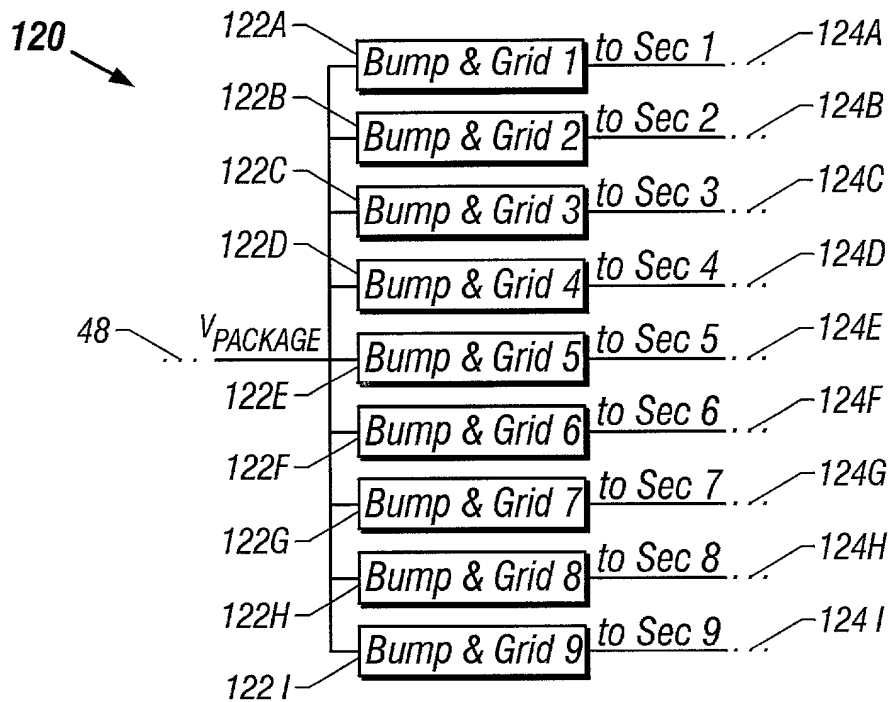 120
122A Bump & Grid 1 to Sec 1 124A
122B Bump & Grid 2 to Sec 2 124B
122C Bump & Grid 3 to Sec 3 124C
122D Bump & Grid 4 to Sec 4 124D
48 VPACKAGE Bump & Grid 5 to Sec 5 124E
122E
Bump & Grid 6 to Sec 6 124F
122F
Bump & Grid 7 to Sec 7 124G
122G
Bump & Grid 8 to Sec 8 124H
122H
Bump & Grid 9 to Sec 9 124 I
122 I